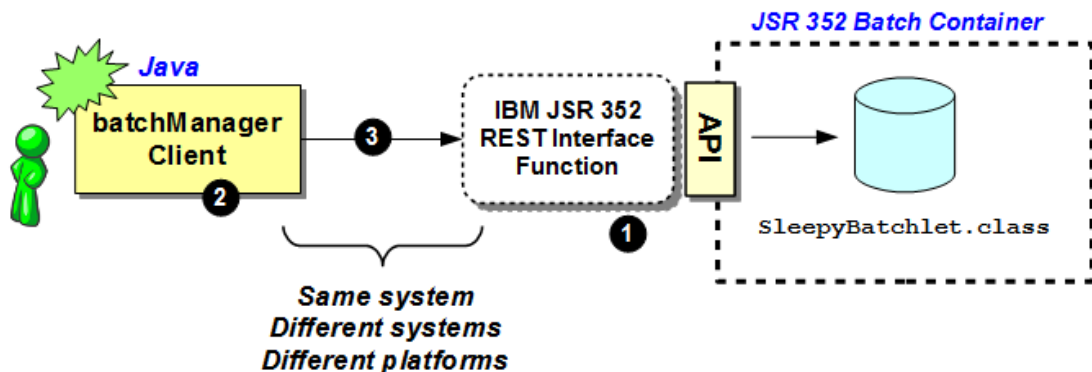 JSR 352 Batch Container
Java
batchManager
Client
2
3
IBM JSR 352
REST Interface
Function
1
API
SleepyBatchlet.class
Same system
Different systems
Different platforms